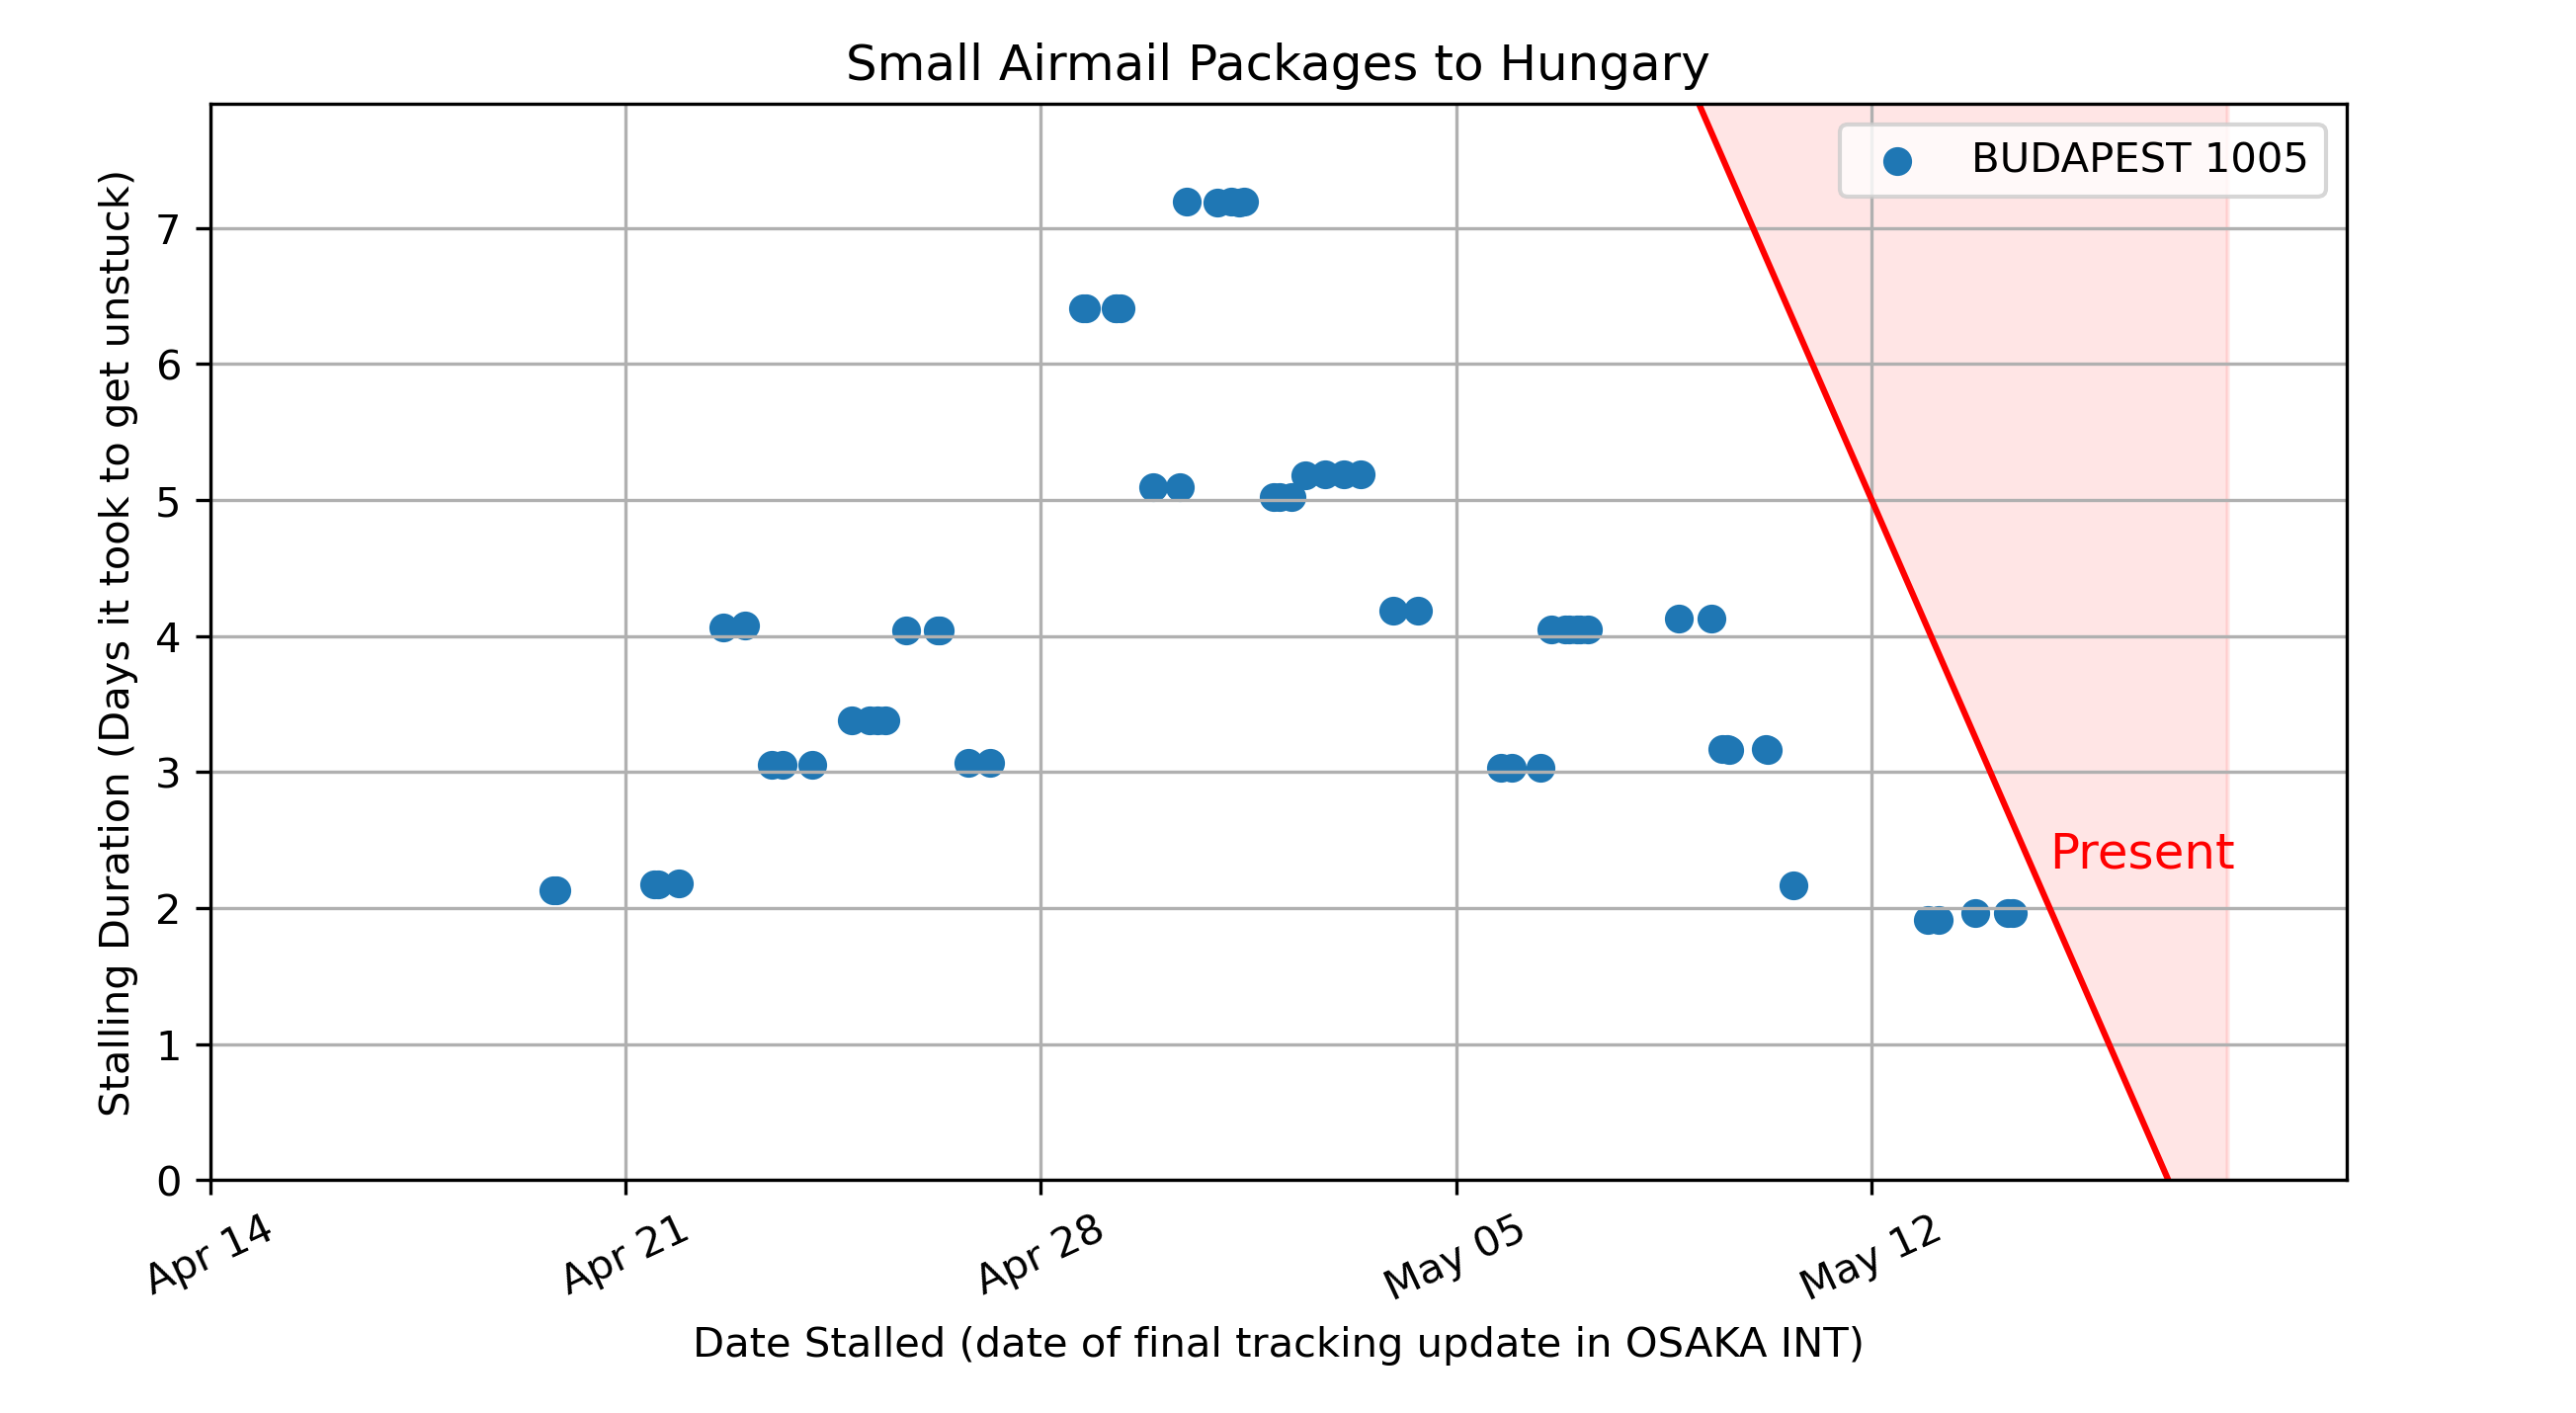 Small Airmail Packages to Hungary
BUDAPEST 1005
Stalling Duration (Days it took to get unstuck)
7
6
5
4
3
2
1
0
Present
Apr 14
Apr 21
Apr 28
May 05
May 12
Date Stalled (date of final tracking update in OSAKA INT)